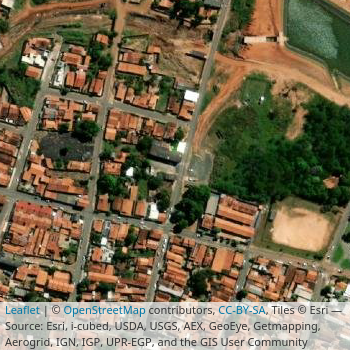 Leaflet | © OpenStreetMap contributors, CC-BY-SA, Tiles © Esri —
Source: Esri, i-cubed, USDA, USGS, AEX, GeoEye, Getmapping,
Aerogrid, IGN, IGP, UPR-EGP, and the GIS User Community